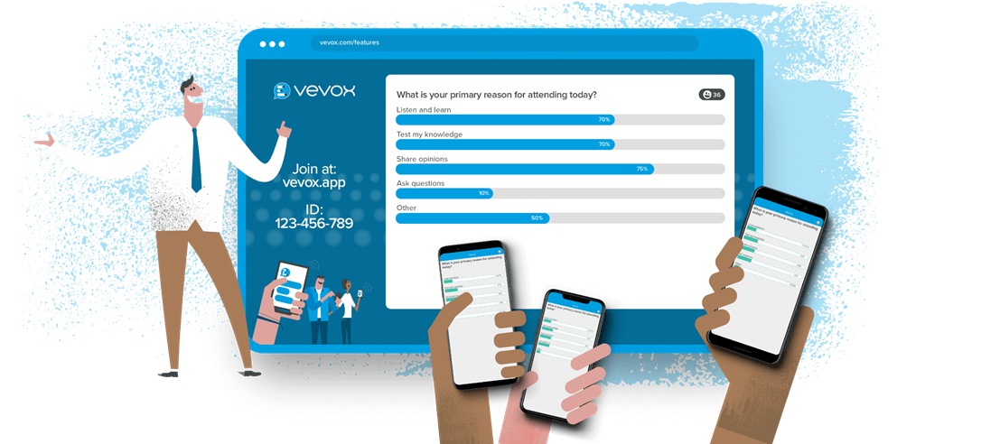 vevox.com/features
vevox
Join at:
vevox.app
ID:
123-456-789
What is your primary reason for attending today?
36
Listen and learn
70%
Test my knowledge
70%
Share opinions
75%
Ask questions
10%
Other
50%
What is your primary reason for attending
today?
What is your primary reason for attending
today?
What is your primary reason for attending
today?